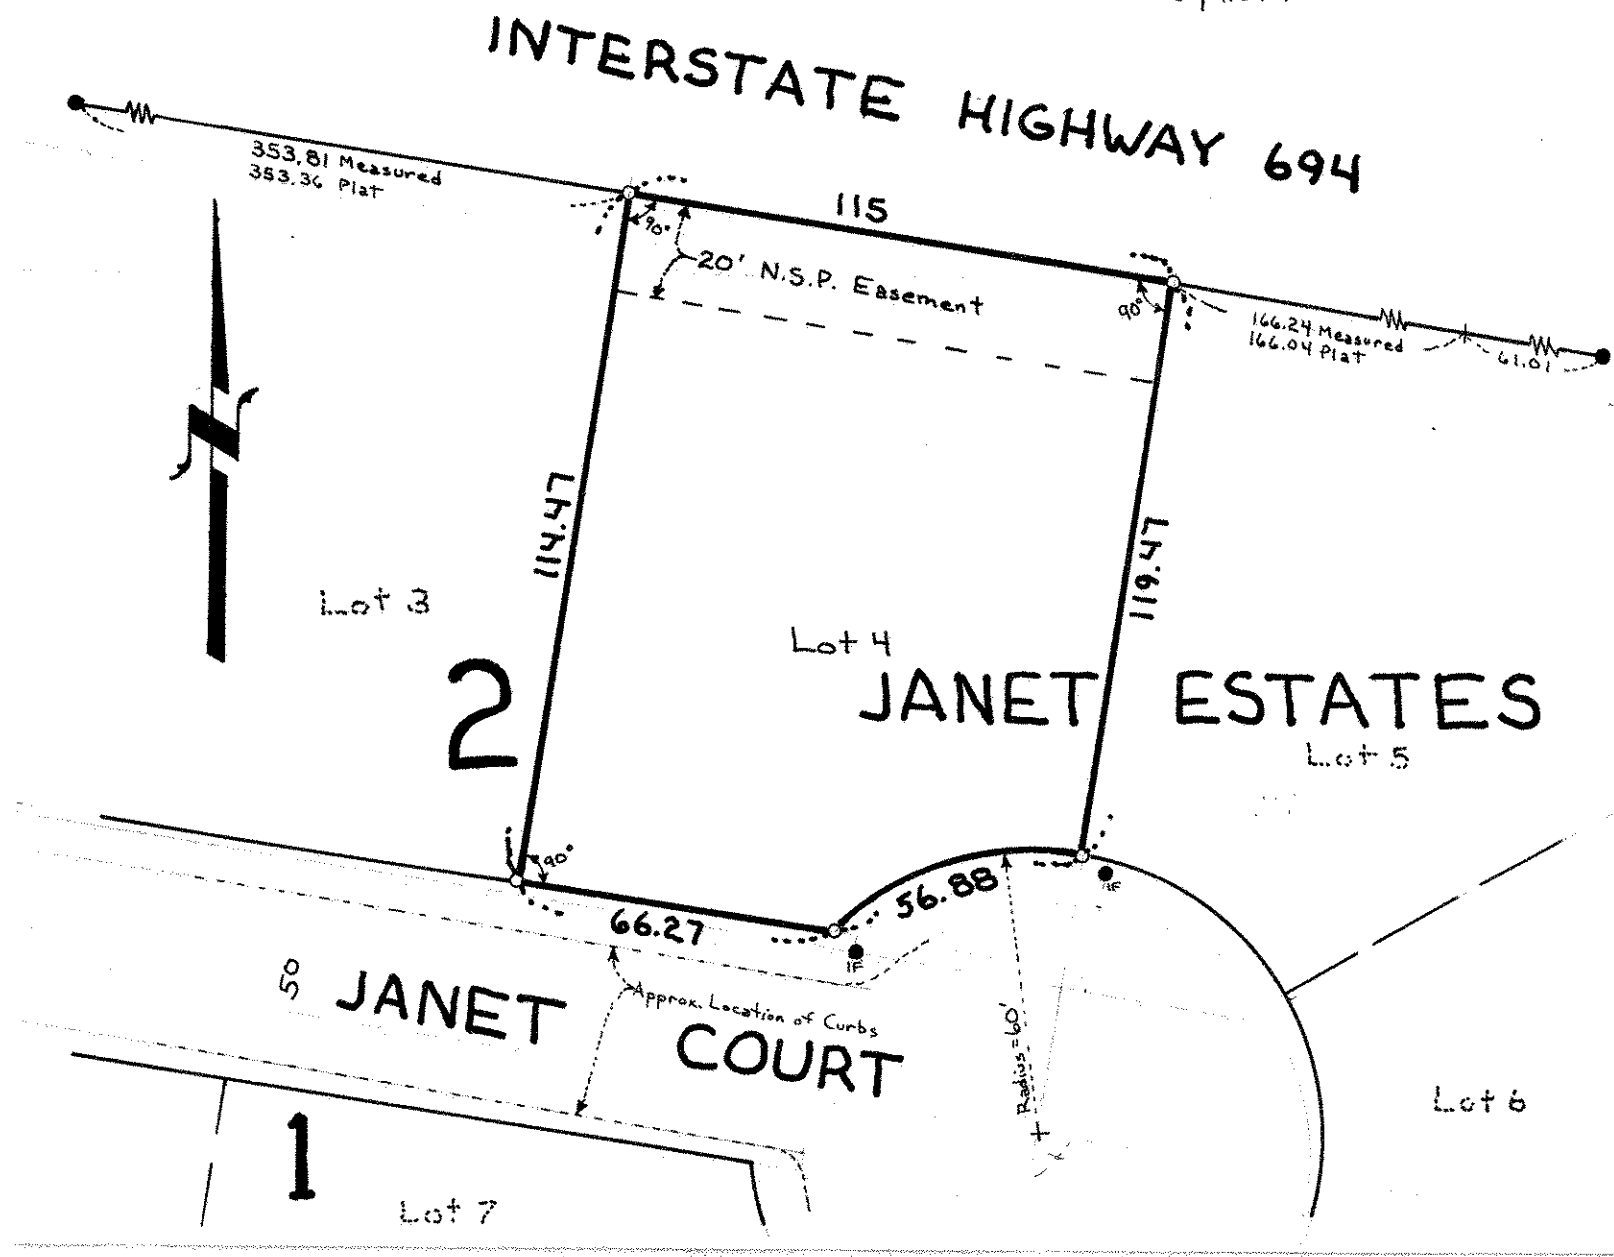 INTERSTATE HIGHWAY 694
353.81 Measured
353.36 Plat
115
90°
20' N.S.P. Easement
90°
166.24 Measured
166.04 Plat
61.01
114.47
119.47
Lot 3
Lot 4
2
JANET ESTATES
Lot 5
90°
66.27
56.88
IF
IF
50
JANET COURT
Approx. Location of Curbs
Radius=60'
Lot 6
1
Lot 7